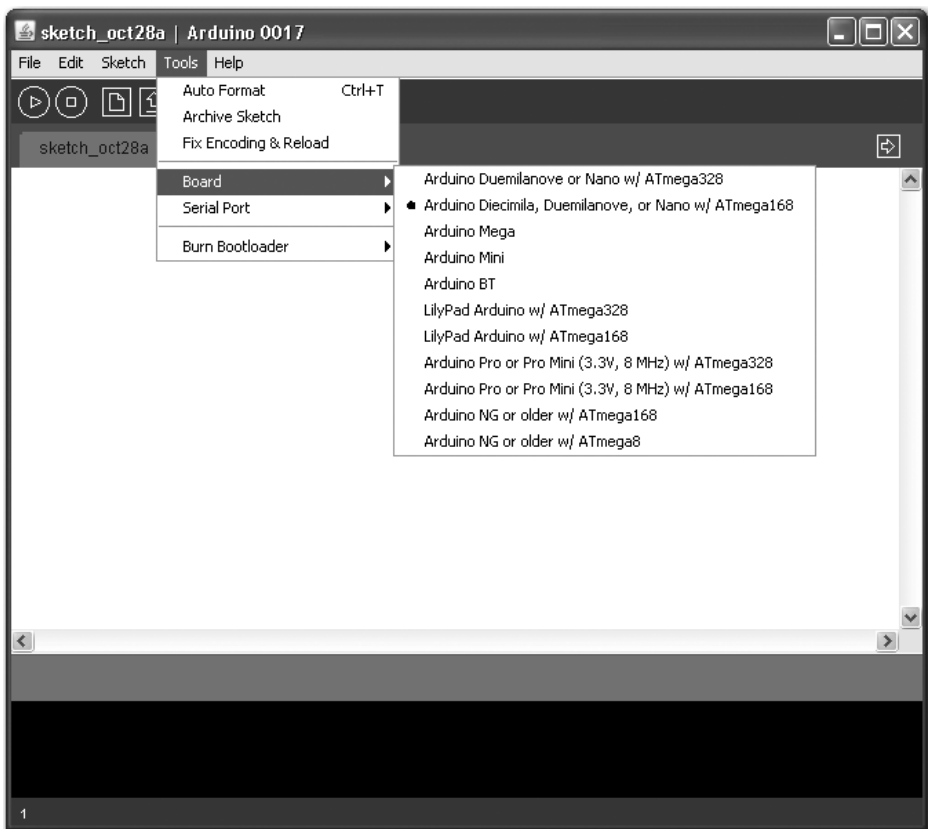 sketch_oct28a | Arduino 0017
File Edit Sketch Tools Help
Auto Format Ctrl+T
Archive Sketch
Fix Encoding & Reload
sketch_oct28a
Board
Serial Port
Burn Bootloader
Arduino Duemilanove or Nano w/ ATmega328
Arduino Diecimila, Duemilanove, or Nano w/ ATmega168
Arduino Mega
Arduino Mini
Arduino BT
LilyPad Arduino w/ ATmega328
LilyPad Arduino w/ ATmega168
Arduino Pro or Pro Mini (3.3V, 8 MHz) w/ ATmega328
Arduino Pro or Pro Mini (3.3V, 8 MHz) w/ ATmega168
Arduino NG or older w/ ATmega168
Arduino NG or older w/ ATmega8
1